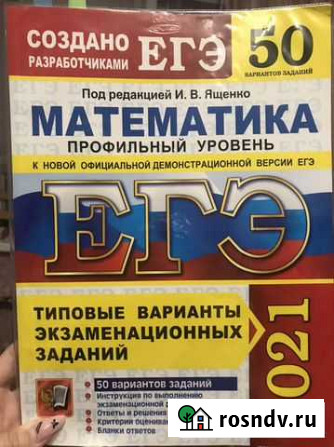 СОЗДАНО
РАЗРАБОТЧИКАМИ
ЕГЭ
50
ВАРИАНТОВ ЗАДАНИЙ
Под редакцией И. В. Ященко
МАТЕМАТИКА
ПРОФИЛЬНЫЙ УРОВЕНЬ
К НОВОЙ ОФИЦИАЛЬНОЙ ДЕМОНСТРАЦИОННОЙ ВЕРСИИ ЕГЭ
ЕГЭ
ТИПОВЫЕ ВАРИАНТЫ
ЭКЗАМЕНАЦИОННЫХ
ЗАДАНИЙ
021
50 вариантов заданий
Инструкция по выполнению
экзаменационной
Ответы и решения
Критерии
Бланки ответов
rosndv.ru